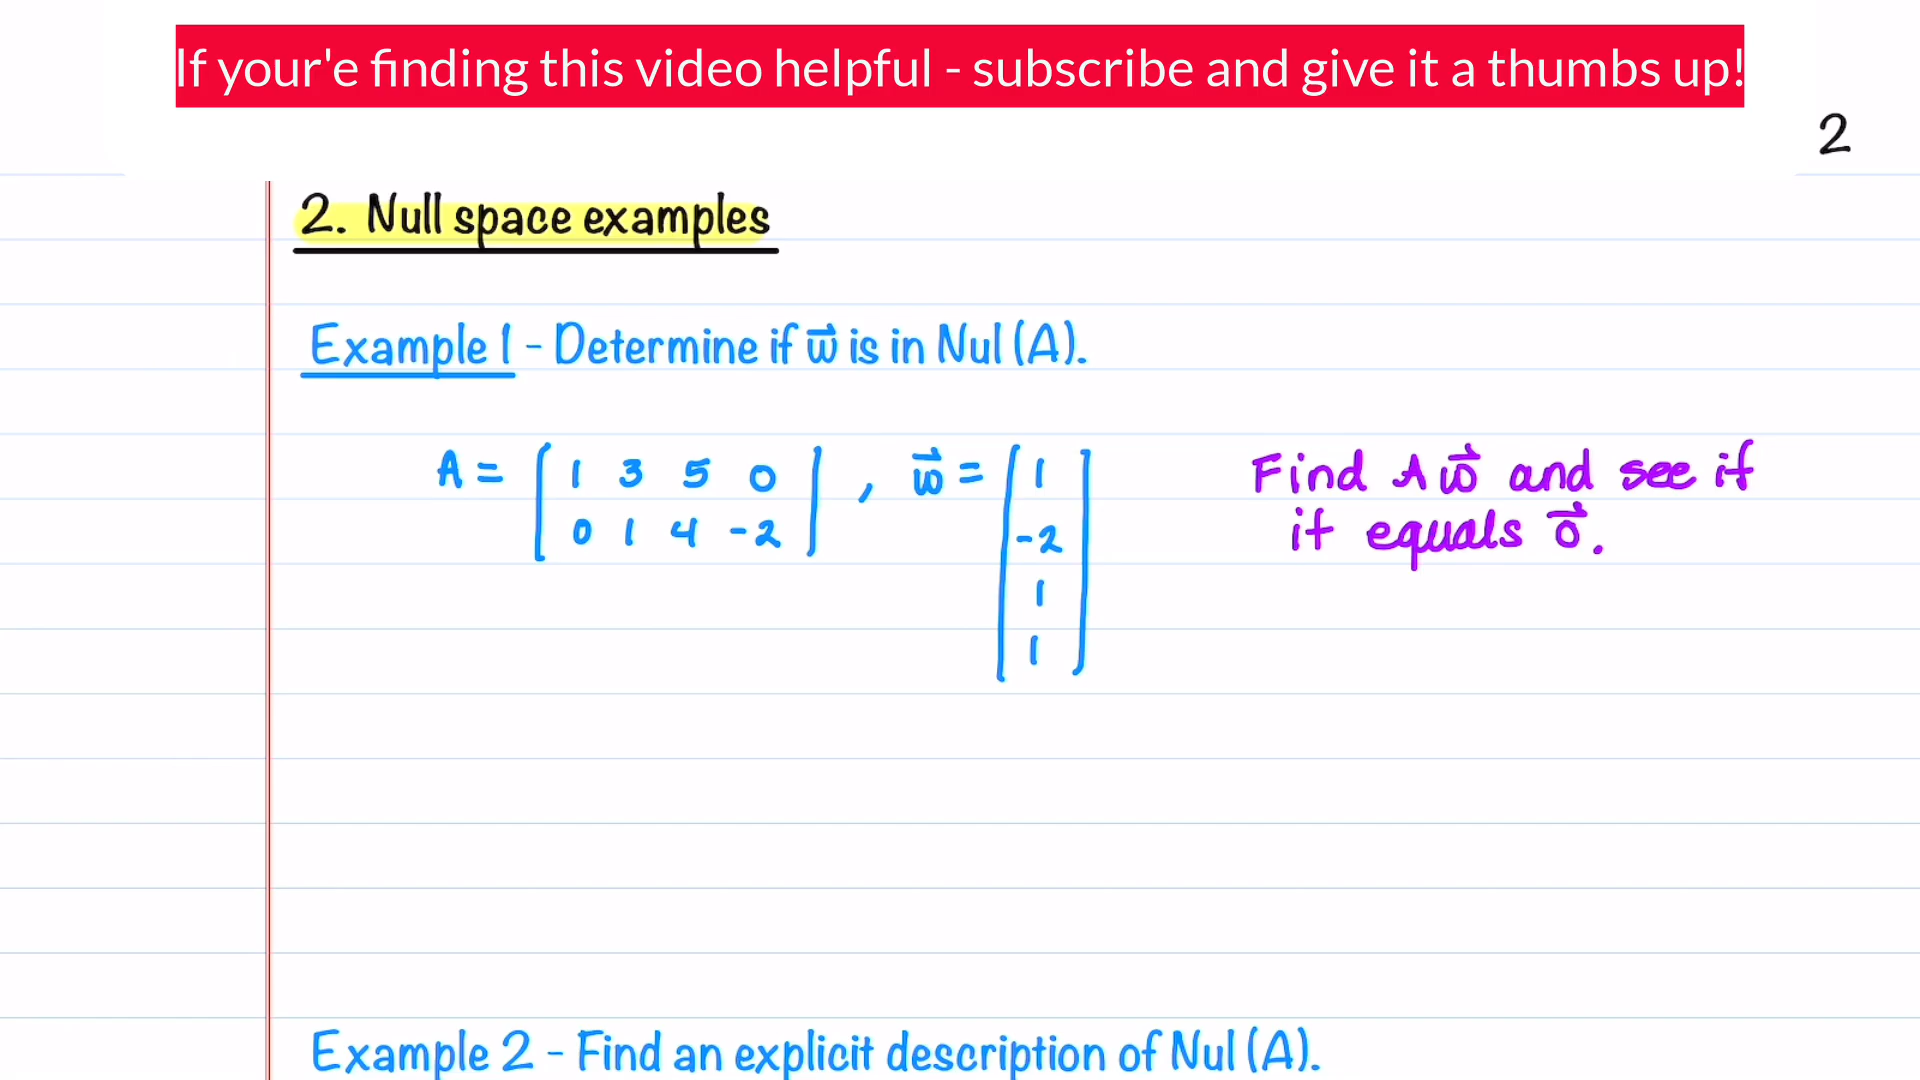 If your'e finding this video helpful - subscribe and give it a thumbs up!
2
2. Null space examples
Example 1 - Determine if w⃗ is in Nul (A).
A = [ 1 3 5 0 ] , w⃗ = [ 1 ] Find A w⃗ and see if
[ 0 1 4 -2 ] [ -2 ] it equals 0⃗.
[ 1 ]
[ 1 ]
Example 2 - Find an explicit description of Nul (A).